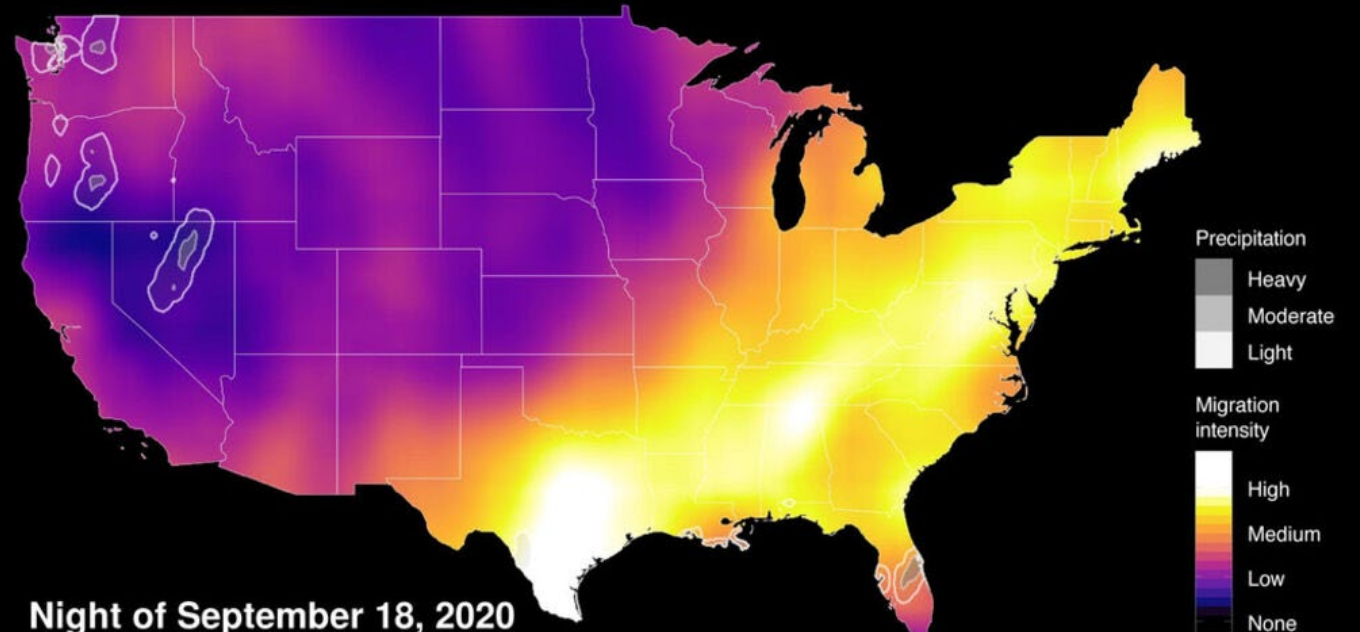 Precipitation
Heavy
Moderate
Light
Migration
intensity
High
Medium
Low
None
Night of September 18, 2020